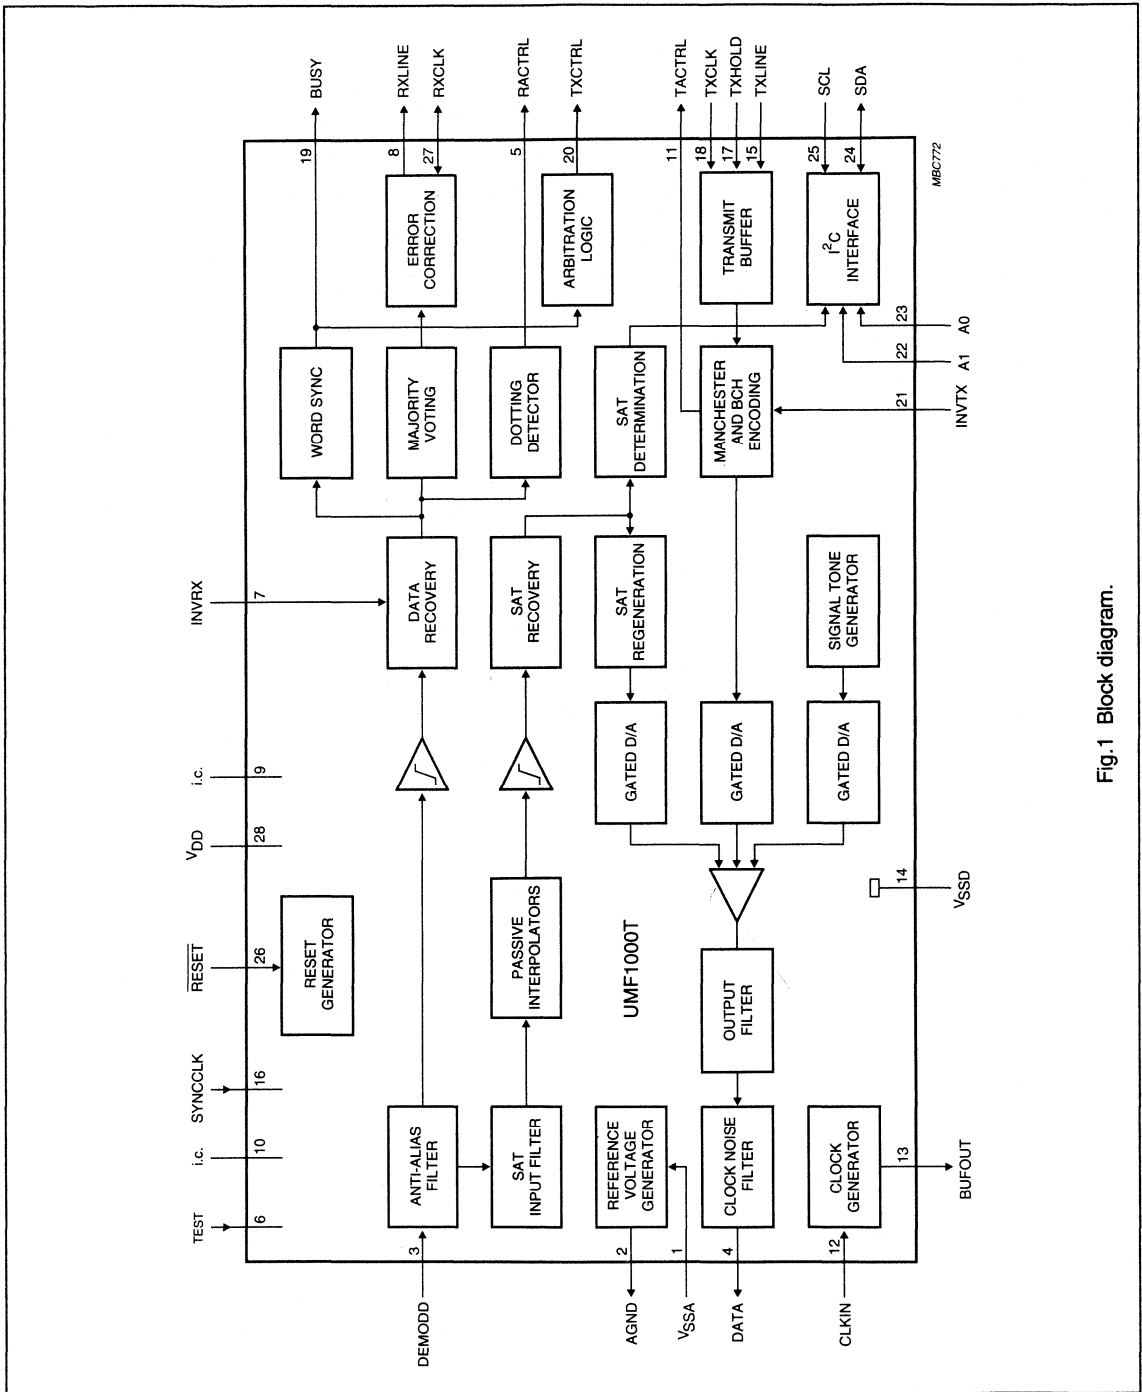 BUSY
RXLINE
RXCLK
RACTRL
TXCTRL
TACTRL
TXCLK
TXHOLD
TXLINE
SCL
SDA
19
8
27
5
20
11
18
17
15
25
24
MBC772
ERROR
CORRECTION
ARBITRATION
LOGIC
TRANSMIT
BUFFER
I²C
INTERFACE
23
A0
22
A1
21
INVTX
WORD SYNC
MAJORITY
VOTING
DOTTING
DETECTOR
SAT
DETERMINATION
MANCHESTER
AND BCH
ENCODING
INVRX
7
DATA
RECOVERY
SAT
RECOVERY
SAT
REGENERATION
SIGNAL TONE
GENERATOR
i.c.
9
GATED D/A
GATED D/A
GATED D/A
VDD
28
14
VSSD
RESET
26
RESET
GENERATOR
PASSIVE
INTERPOLATORS
UMF1000T
OUTPUT
FILTER
SYNCCLK
16
i.c.
10
TEST
6
ANTI-ALIAS
FILTER
SAT
INPUT FILTER
REFERENCE
VOLTAGE
GENERATOR
CLOCK NOISE
FILTER
CLOCK
GENERATOR
13
BUFOUT
3
2
1
4
12
DEMODD
AGND
VSSA
DATA
CLKIN
Fig.1 Block diagram.